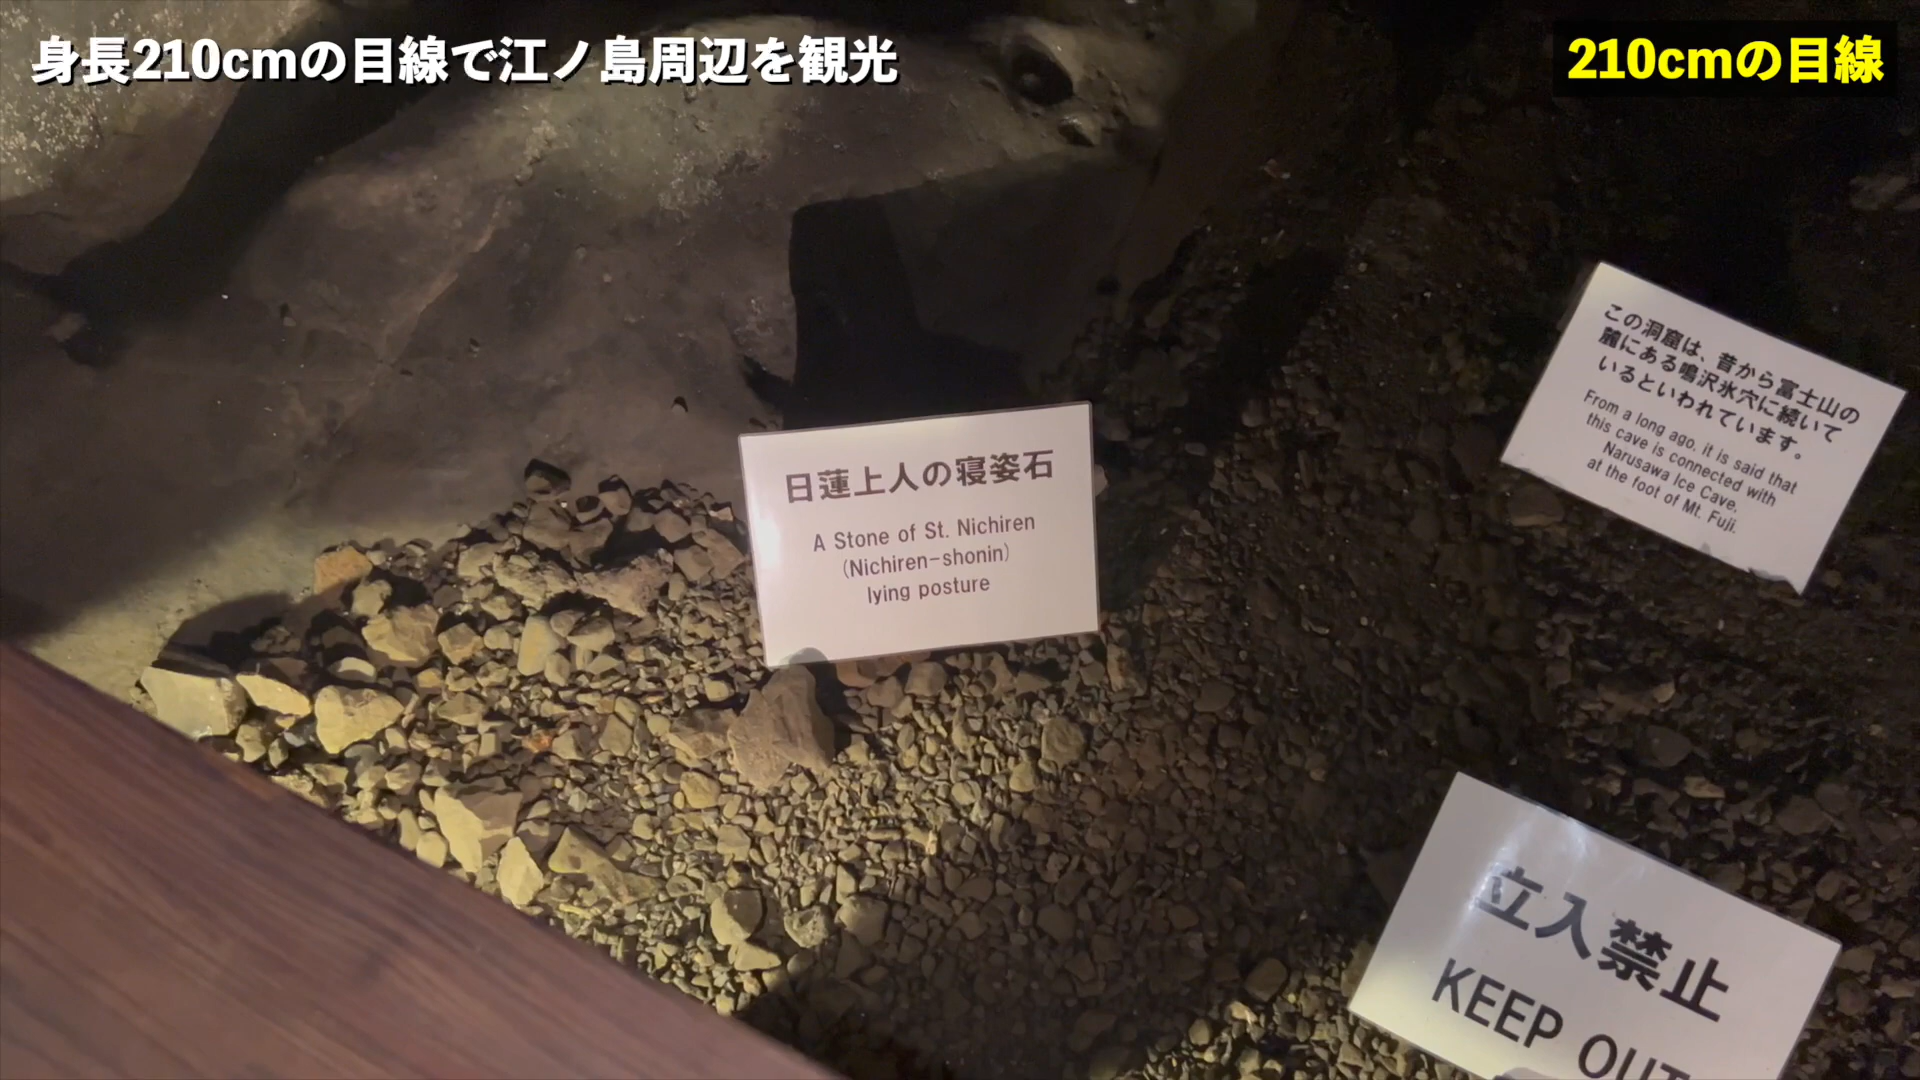 身長210cmの目線で江ノ島周辺を観光
210cmの目線
この洞窟は、昔から富士山の
麓にある鳴沢氷穴に続いて
いるといわれています。
From a long ago, it is said that
this cave is connected with
Narusawa Ice Cave,
at the foot of Mt. Fuji.
日蓮上人の寝姿石
A Stone of St. Nichiren
(Nichiren-shonin)
lying posture
立入禁止
KEEP OUT